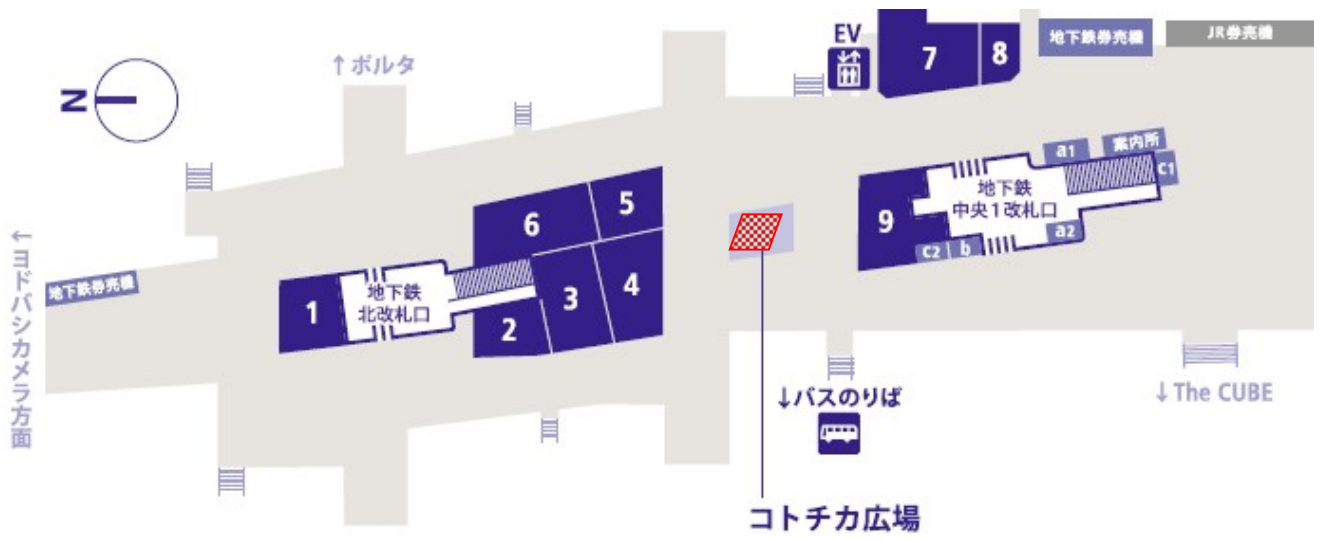 ↑ポルタ
EV
7
8
地下鉄券売機
JR券売機
N
a1
案内所
c1
地下鉄
中央1改札口
a2
9
c2
b
5
6
4
3
2
1
地下鉄
北改札口
地下鉄券売機
←ヨドバシカメラ方面
↓バスのりば
↓The CUBE
コトチカ広場